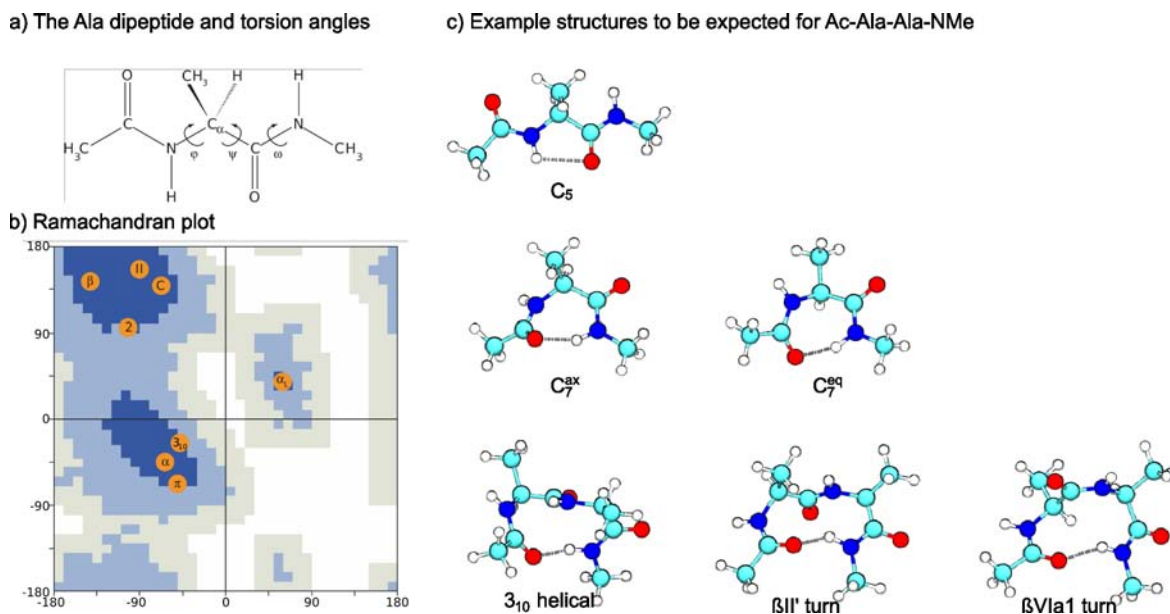 a) The Ala dipeptide and torsion angles
O
CH₃
H
H
H₃C
N
Cα
C
N
CH₃
φ
ψ
ω
H
O
b) Ramachandran plot
180
90
0
-90
-180
-180
-90
0
90
180
β
II
C
2
αL
3₁₀
α
π
c) Example structures to be expected for Ac-Ala-Ala-NMe
C₅
C₇ᵃˣ
C₇ᵉq
3₁₀ helical
βII' turn
βVIa1 turn